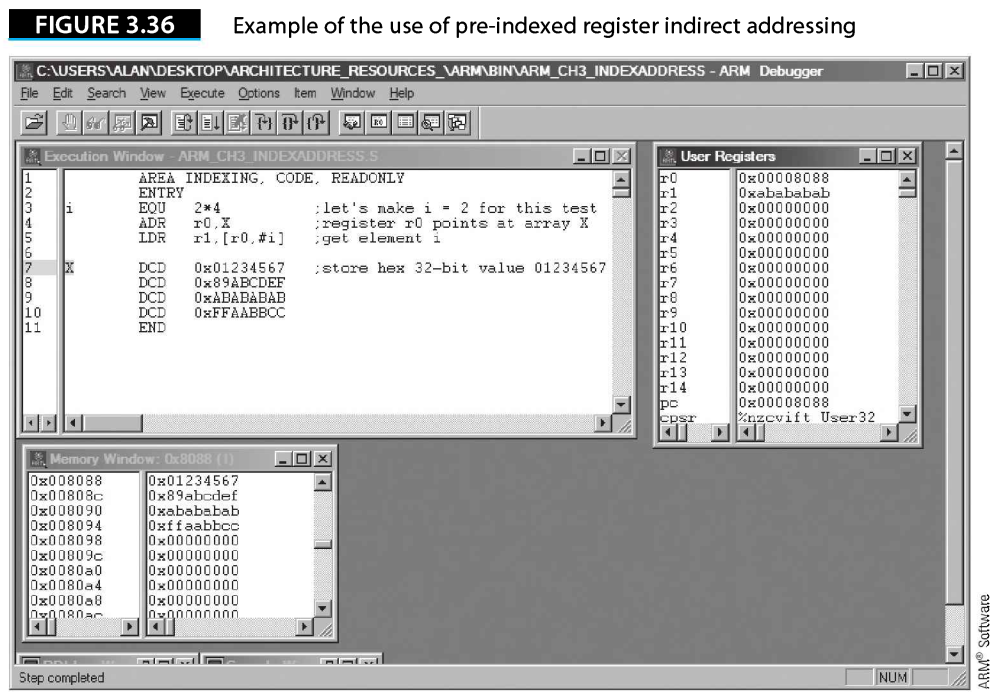 FIGURE 3.36 Example of the use of pre-indexed register indirect addressing
C:\USERS\ALAN\DESKTOP\ARCHITECTURE_RESOURCES_\ARM\BIN\ARM_CH3_INDEXADDRESS - ARM Debugger
File Edit Search View Execute Options Item Window Help
Execution Window - ARM_CH3_INDEXADDRESS.S
1 AREA INDEXING, CODE, READONLY
2 ENTRY
3 i EQU 2*4 ;let's make i = 2 for this test
4 ADR r0,X ;register r0 points at array X
5 LDR r1,[r0,#i] ;get element i
6
7 X DCD 0x01234567 ;store hex 32-bit value 01234567
8 DCD 0x89ABCDEF
9 DCD 0xABABABAB
10 DCD 0xFFAABBCC
11 END
User Registers
r0 0x00008088
r1 0xabababab
r2 0x00000000
r3 0x00000000
r4 0x00000000
r5 0x00000000
r6 0x00000000
r7 0x00000000
r8 0x00000000
r9 0x00000000
r10 0x00000000
r11 0x00000000
r12 0x00000000
r13 0x00000000
r14 0x00000000
pc 0x00008088
cpsr %nzcvift User32
Memory Window: 0x8088 (1)
0x008088 0x01234567
0x00808c 0x89abcdef
0x008090 0xabababab
0x008094 0xffaabbcc
0x008098 0x00000000
0x00809c 0x00000000
0x0080a0 0x00000000
0x0080a4 0x00000000
0x0080a8 0x00000000
0x0080ac 0x00000000
Step completed
NUM
ARM® Software